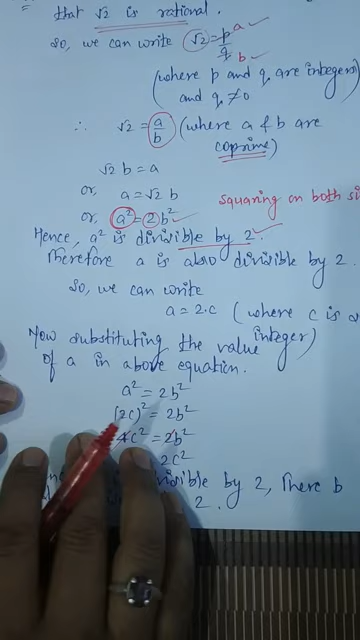 that √2 is rational.
So, we can write √2 = p/q a b
(where p and q are integers
and q ≠ 0
∴ √2 = a/b (where a & b are
coprime)
√2 b = a
or, a = √2 b
Squaring on both
or, a² = 2b²
Hence, a² is divisible by 2.
Therefore a is also divisible by 2.
So, we can write
a = 2·c (where c is
integer)
Now substituting the value
of a in above equation.
a² = 2b²
(2c)² = 2b²
4c² = 2b²
2c²
divisible by 2, There b
2.